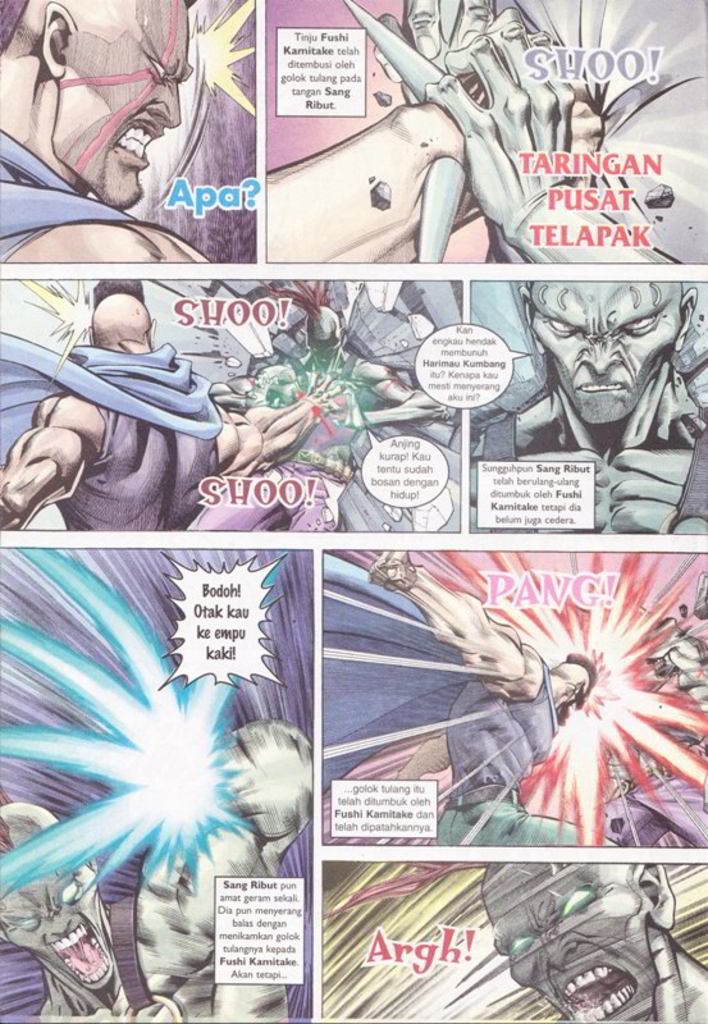 Apa?
Tinju Fushi
Kamitake telah
ditembusi oleh
golok tulang pada
tangan Sang
Ribut.
SHOO!
TARINGAN
PUSAT
TELAPAK
SHOO!
Kan
engkau hendak
membunuh
Harimau Kumbang
itu? Kenapa kau
mesti menyerang
aku ini?
Anjing
kurap! Kau
tentu sudah
bosan dengan
hidup!
SHOO!
Sungguhpun Sang Ribut
telah berulang-ulang
ditumbuk oleh Fushi
Kamitake tetapi dia
belum juga cedera.
Bodoh!
Otak kau
ke empu
kaki!
Sang Ribut pun
amat geram sekali.
Dia pun menyerang
balas dengan
menikamkan golok
tulangnya kepada
Fushi Kamitake.
Akan tetapi...
PANG!
...golok tulang itu
telah ditumbuk oleh
Fushi Kamitake dan
telah dipatahkannya.
Argh!